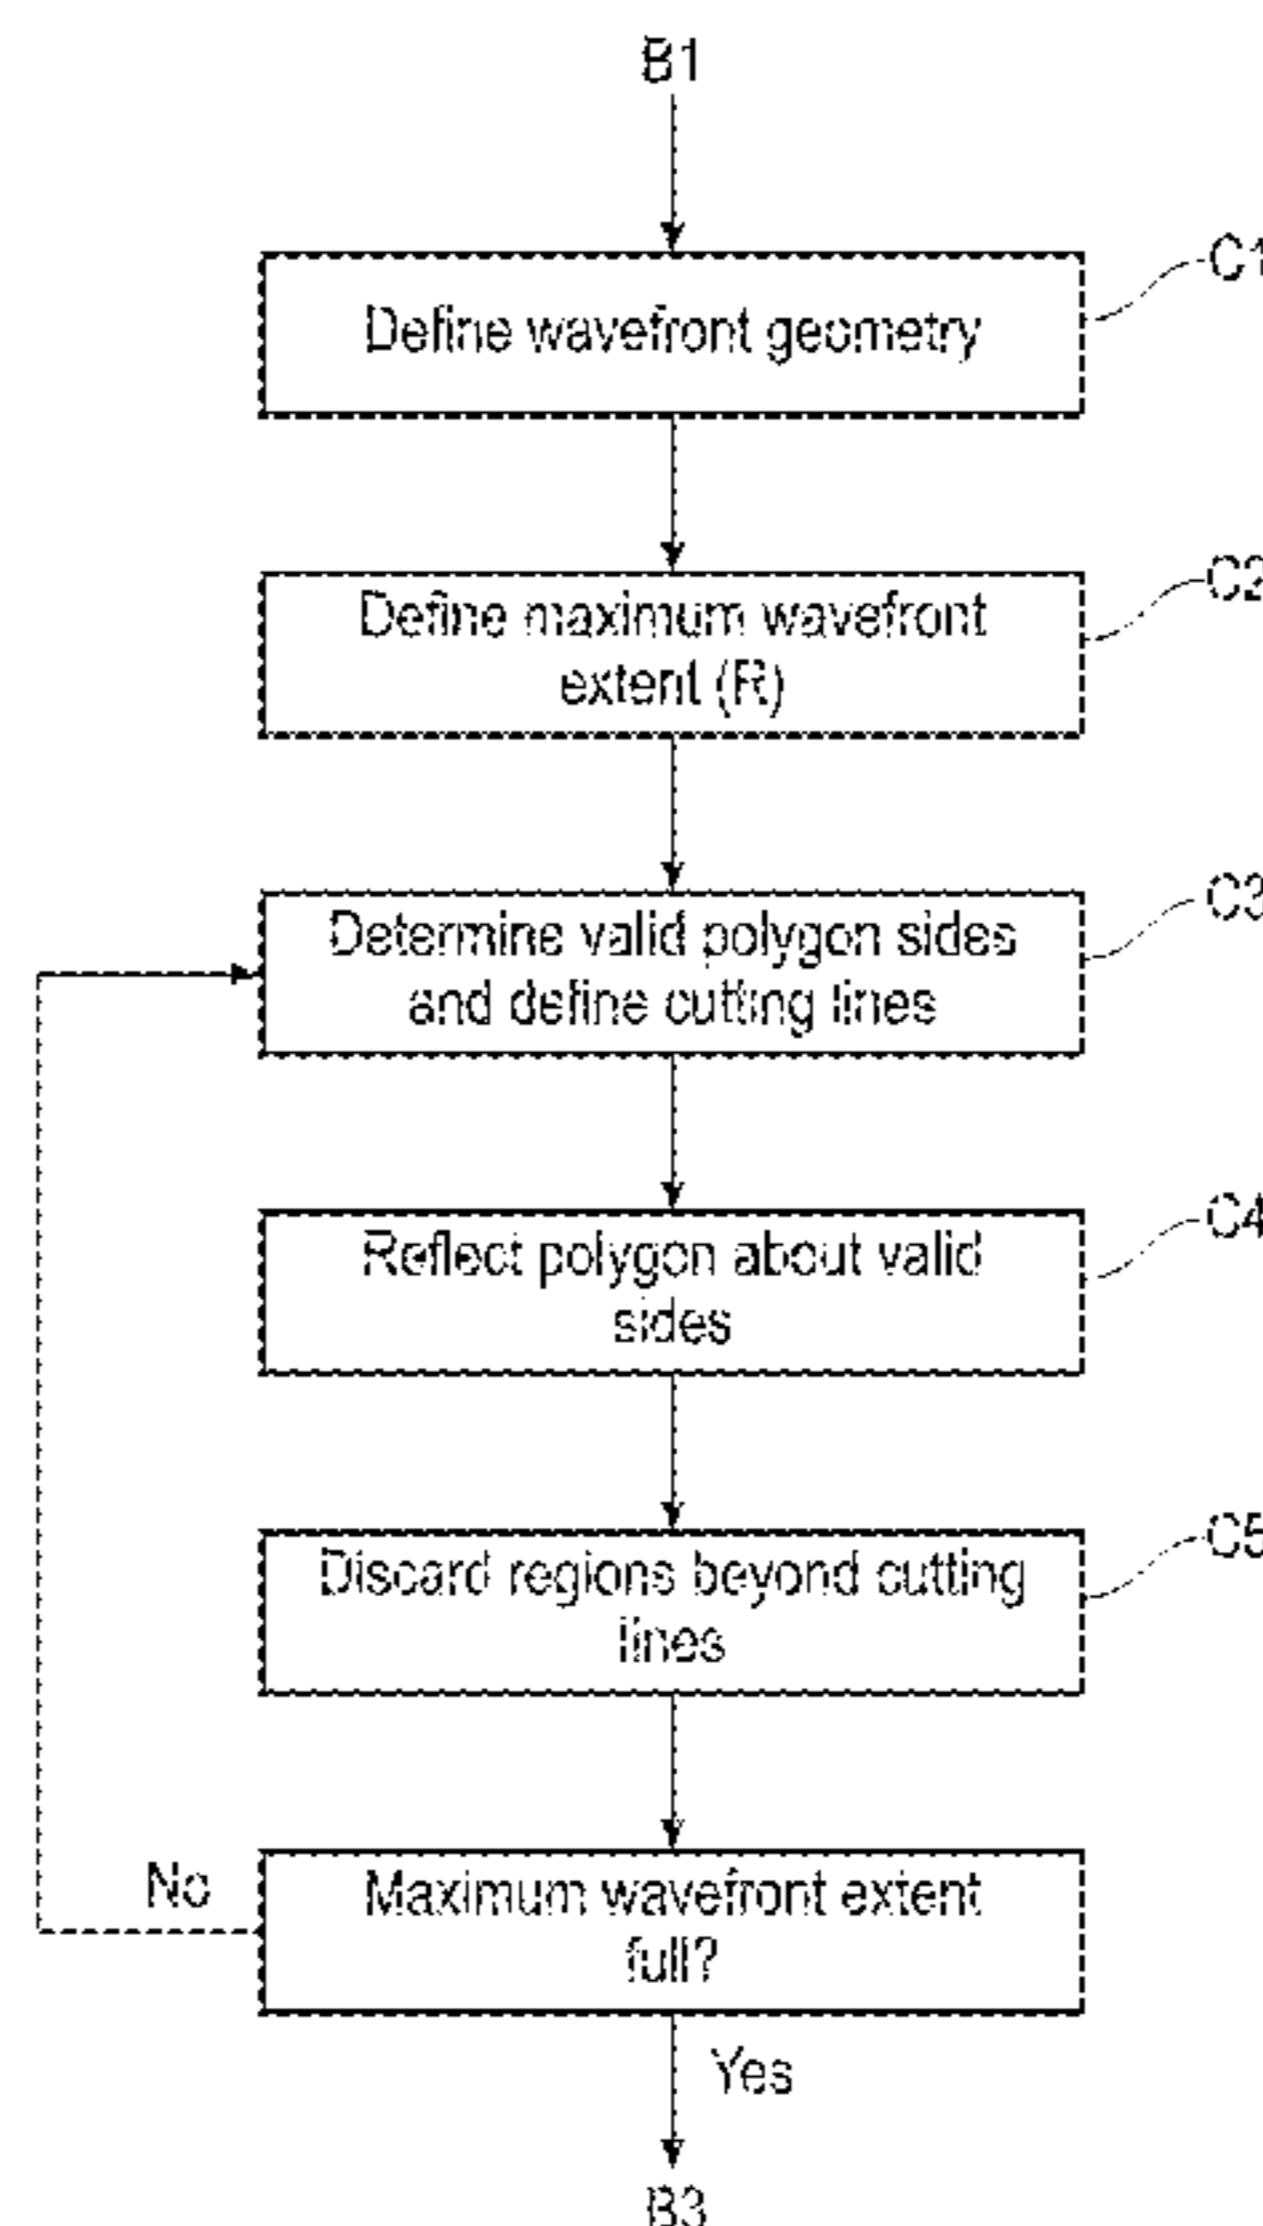 B1
Define wavefront geometry
C1
Define maximum wavefront
extent (R)
C2
Determine valid polygon sides
and define cutting lines
C3
Reflect polygon about valid
sides
C4
Discard regions beyond cutting
lines
C5
Maximum wavefront extent
full?
No
Yes
B3